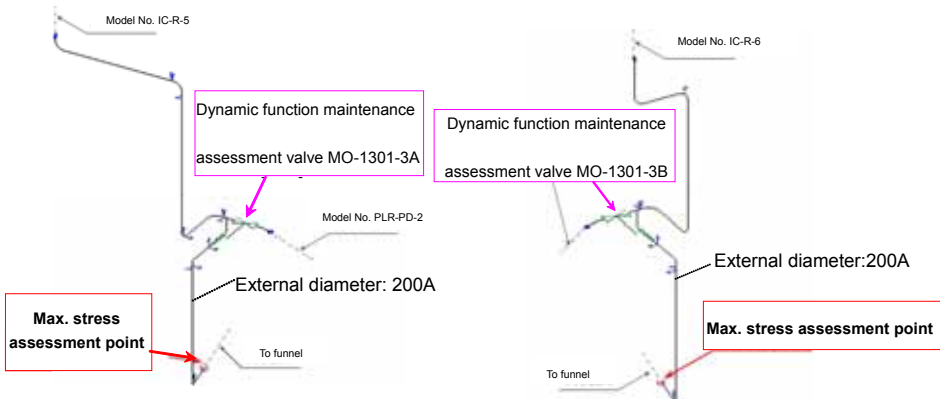 Model No. IC-R-5
Dynamic function maintenance
assessment valve MO-1301-3A
Model No. PLR-PD-2
External diameter: 200A
Max. stress
assessment point
To funnel
Model No. IC-R-6
Dynamic function maintenance
assessment valve MO-1301-3B
External diameter:200A
Max. stress assessment point
To funnel